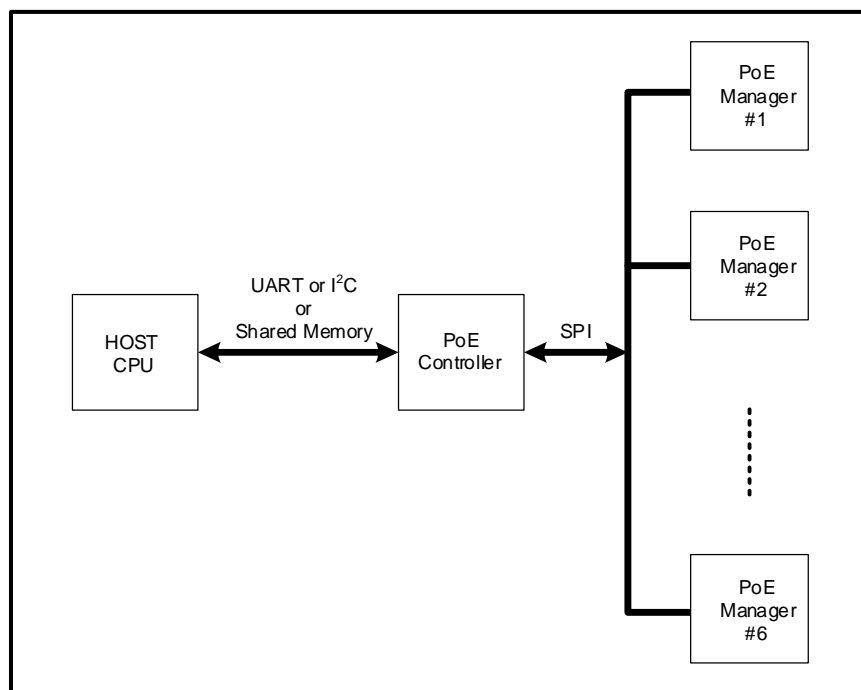 PoE
Manager
#1
PoE
Manager
#2
UART or I²C
or
Shared Memory
HOST
CPU
PoE
Controller
SPI
PoE
Manager
#6